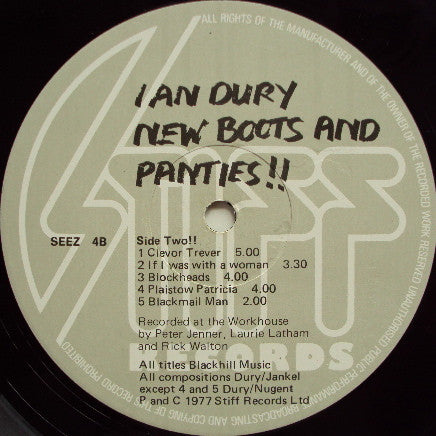 ALL RIGHTS OF THE MANUFACTURER AND OF THE OWNER OF THE RECORDED WORK RESERVED UNAUTHORISED PUBLIC PERFORMANCE BROADCASTING AND COPYING OF THIS RECORD PROHIBITED
IAN DURY
NEW BOOTS AND
PANTIES!!
STIFF
SEEZ 4B Side Two!!
1 Clevor Trever 5.00
2 If I was with a woman 3.30
3 Blockheads 4.00
4 Plaistow Patricia 4.00
5 Blackmail Man 2.00
Recorded at the Workhouse
by Peter Jenner, Laurie Latham
and Rick Walton
RECORDS
All titles Blackhill Music
All compositions Dury/Jankel
except 4 and 5 Dury/Nugent
P and C 1977 Stiff Records Ltd